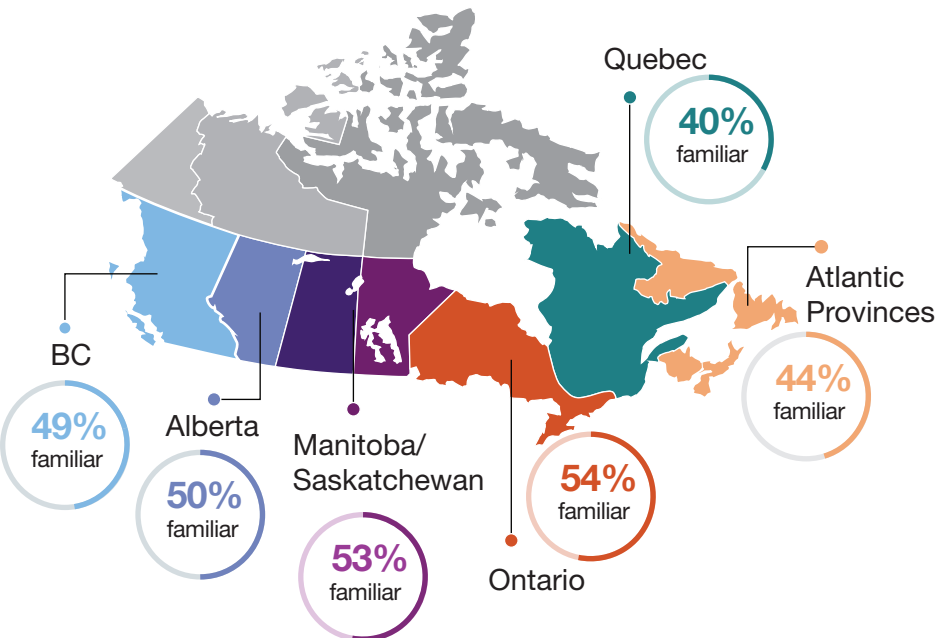 Quebec
40%
familiar
Atlantic
Provinces
44%
familiar
BC
49%
familiar
Alberta
50%
familiar
Manitoba/
Saskatchewan
53%
familiar
54%
familiar
Ontario